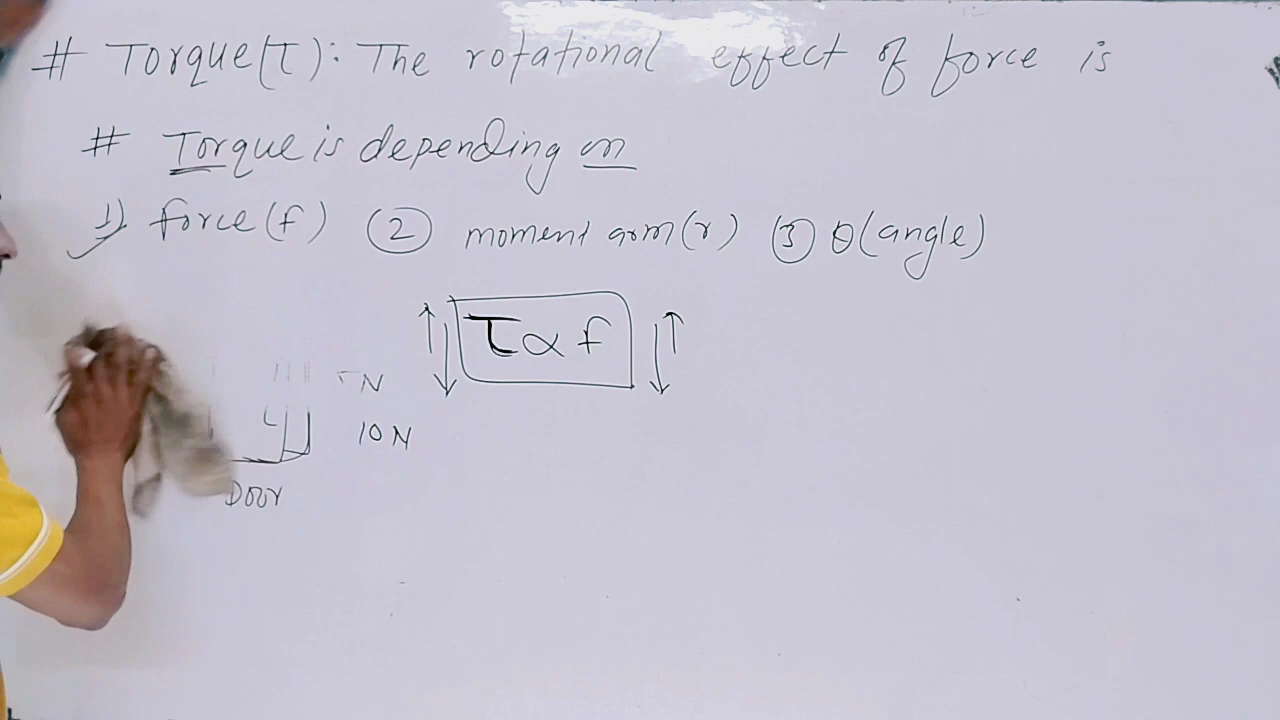 # Torque(τ): The rotational effect of force is
# Torque is depending on
1) force(f) (2) moment arm(r) (3) θ(angle)
↑↓ τ ∝ f ↓↑
N
10 N
Door